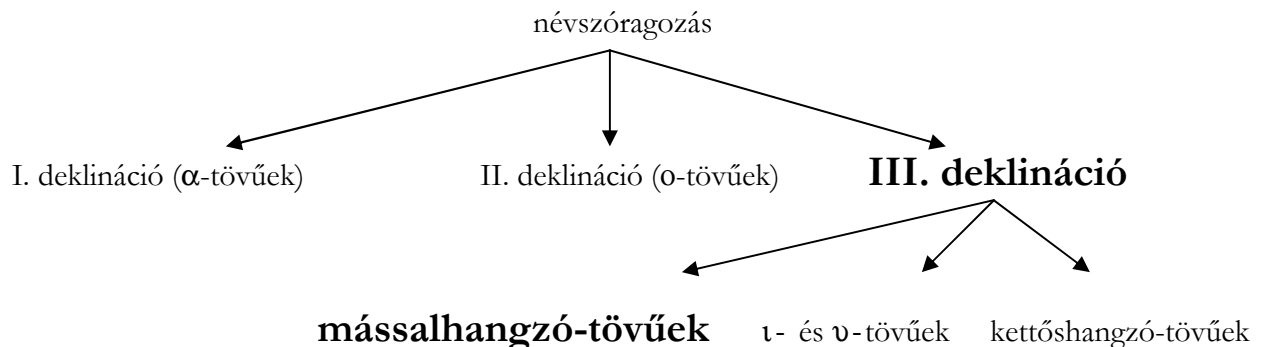 névszóragozás
I. deklináció (α-tövűek) II. deklináció (ο-tövűek) III. deklináció
mássalhangzó-tövűek ι- és υ-tövűek kettőshangzó-tövűek